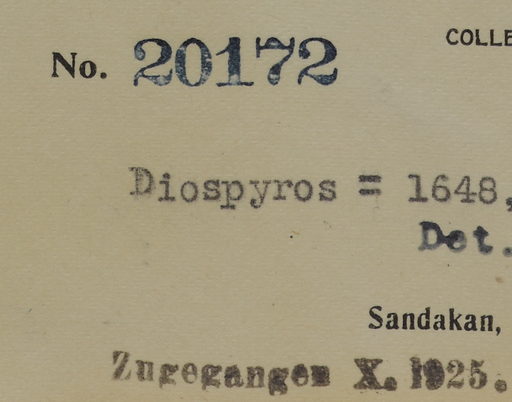 COLLE
No. 20172
Diospyros = 1648,
Det.
Sandakan,
Zugegangen X. 1925.